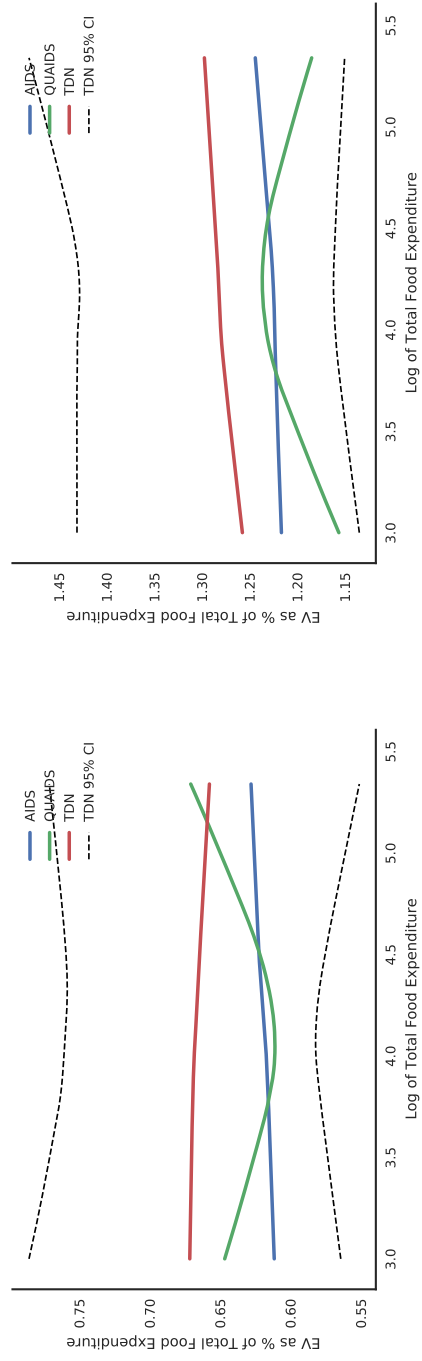 EV as % of Total Food Expenditure
0.75
0.70
0.65
0.60
0.55
3.0
3.5
4.0
4.5
5.0
5.5
Log of Total Food Expenditure
AIDS
QUAIDS
TDN
TDN 95% CI
EV as % of Total Food Expenditure
1.45
1.40
1.35
1.30
1.25
1.20
1.15
3.0
3.5
4.0
4.5
5.0
5.5
Log of Total Food Expenditure
AIDS
QUAIDS
TDN
TDN 95% CI